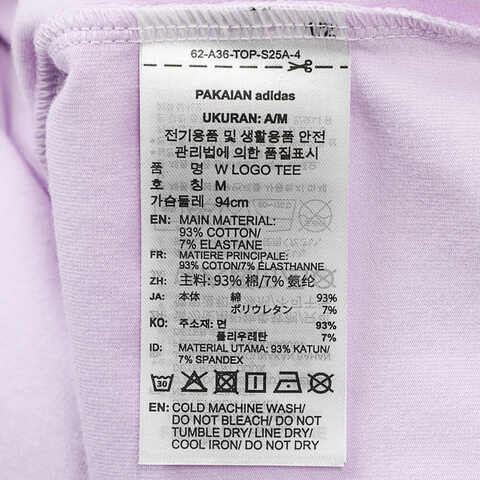 62-A36-TOP-S25A-4
PAKAIAN adidas
UKURAN: A/M
전기용품 및 생활용품 안전
관리법에 의한 품질표시
품 명 W LOGO TEE
호 칭 M
가슴둘레 94cm
EN: MAIN MATERIAL:
93% COTTON/
7% ELASTANE
FR: MATIERE PRINCIPALE:
93% COTON/7% ÉLASTHANNE
ZH: 主料: 93% 棉/7% 氨纶
JA: 本体 綿 93%
ポリウレタン 7%
KO: 주소재: 면 93%
폴리우레탄 7%
ID: MATERIAL UTAMA: 93% KATUN/
7% SPANDEX
30
EN: COLD MACHINE WASH/
DO NOT BLEACH/ DO NOT
TUMBLE DRY/ LINE DRY/
COOL IRON/ DO NOT